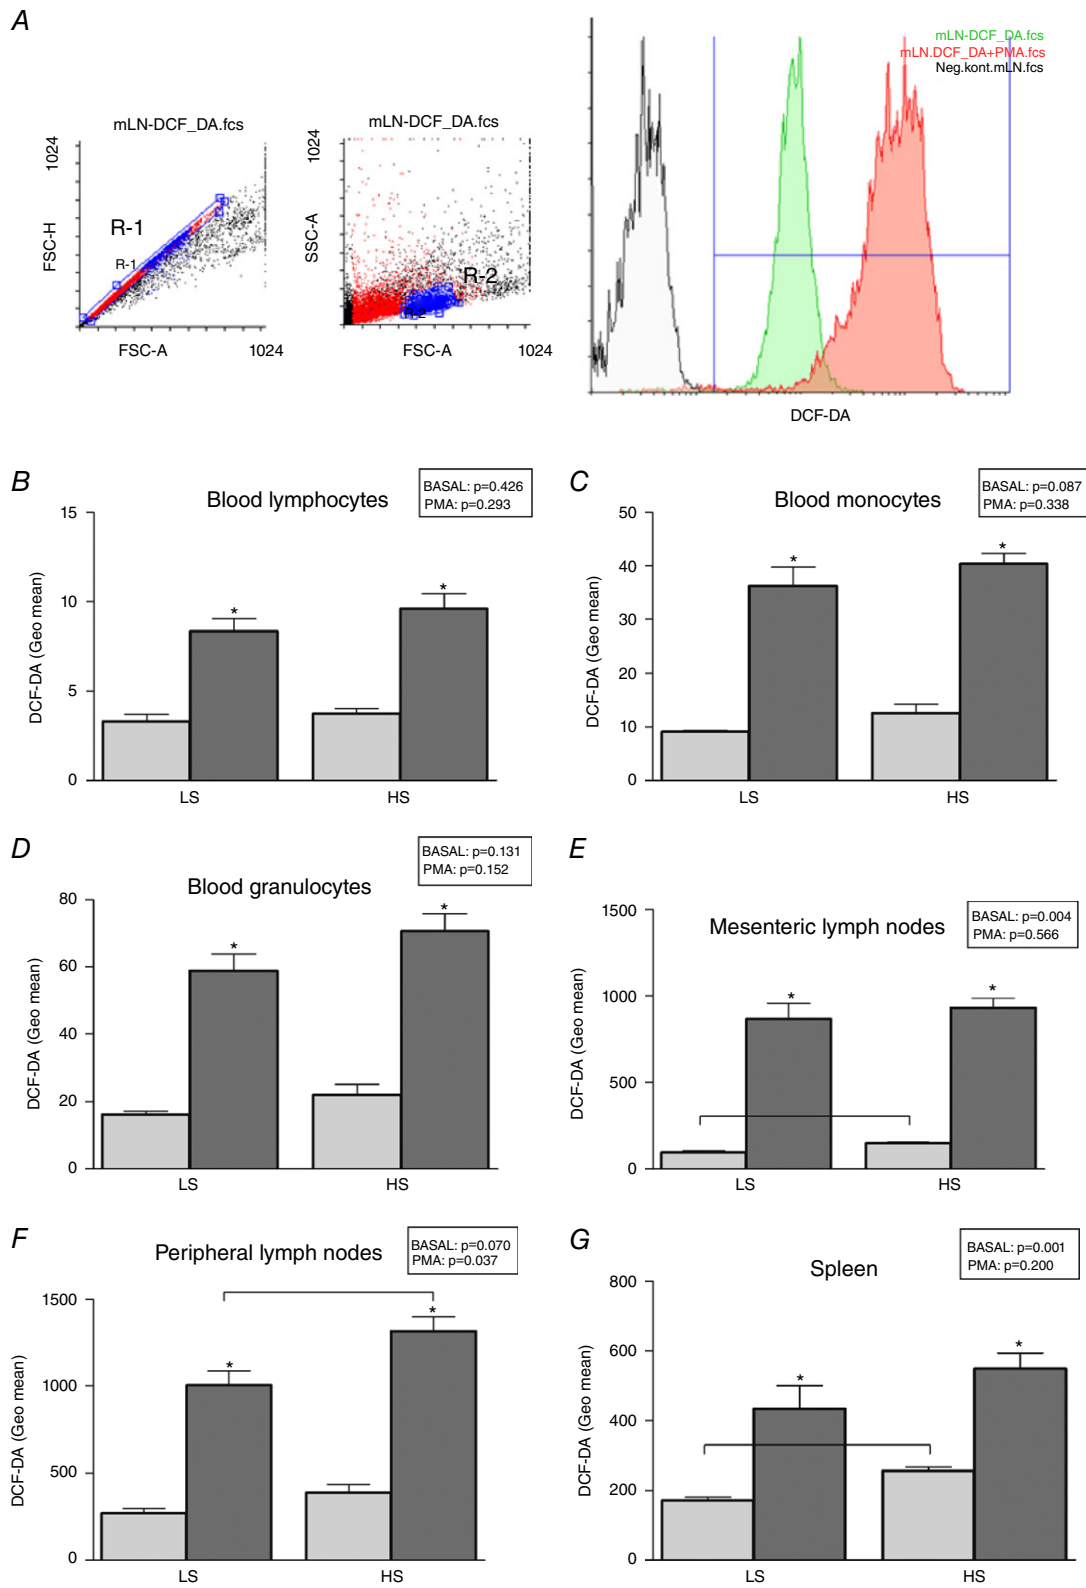 A
mLN-DCF_DA.fcs
1024
FSC-H
R-1
R-1
FSC-A
1024
mLN-DCF_DA.fcs
1024
SSC-A
R-2
R-2
FSC-A
1024
mLN-DCF_DA.fcs
mLN.DCF_DA+PMA.fcs
Neg.kont.mLN.fcs
DCF-DA
B
Blood lymphocytes
BASAL: p=0.426
PMA: p=0.293
DCF-DA (Geo mean)
15
10
5
0
*
*
LS
HS
C
Blood monocytes
BASAL: p=0.087
PMA: p=0.338
DCF-DA (Geo mean)
50
40
30
20
10
0
*
*
LS
HS
D
Blood granulocytes
BASAL: p=0.131
PMA: p=0.152
DCF-DA (Geo mean)
80
60
40
20
0
*
*
LS
HS
E
Mesenteric lymph nodes
BASAL: p=0.004
PMA: p=0.566
DCF-DA (Geo mean)
1500
1000
500
0
*
*
LS
HS
F
Peripheral lymph nodes
BASAL: p=0.070
PMA: p=0.037
DCF-DA (Geo mean)
1500
1000
500
0
*
*
LS
HS
G
Spleen
BASAL: p=0.001
PMA: p=0.200
DCF-DA (Geo mean)
800
600
400
200
0
*
*
LS
HS